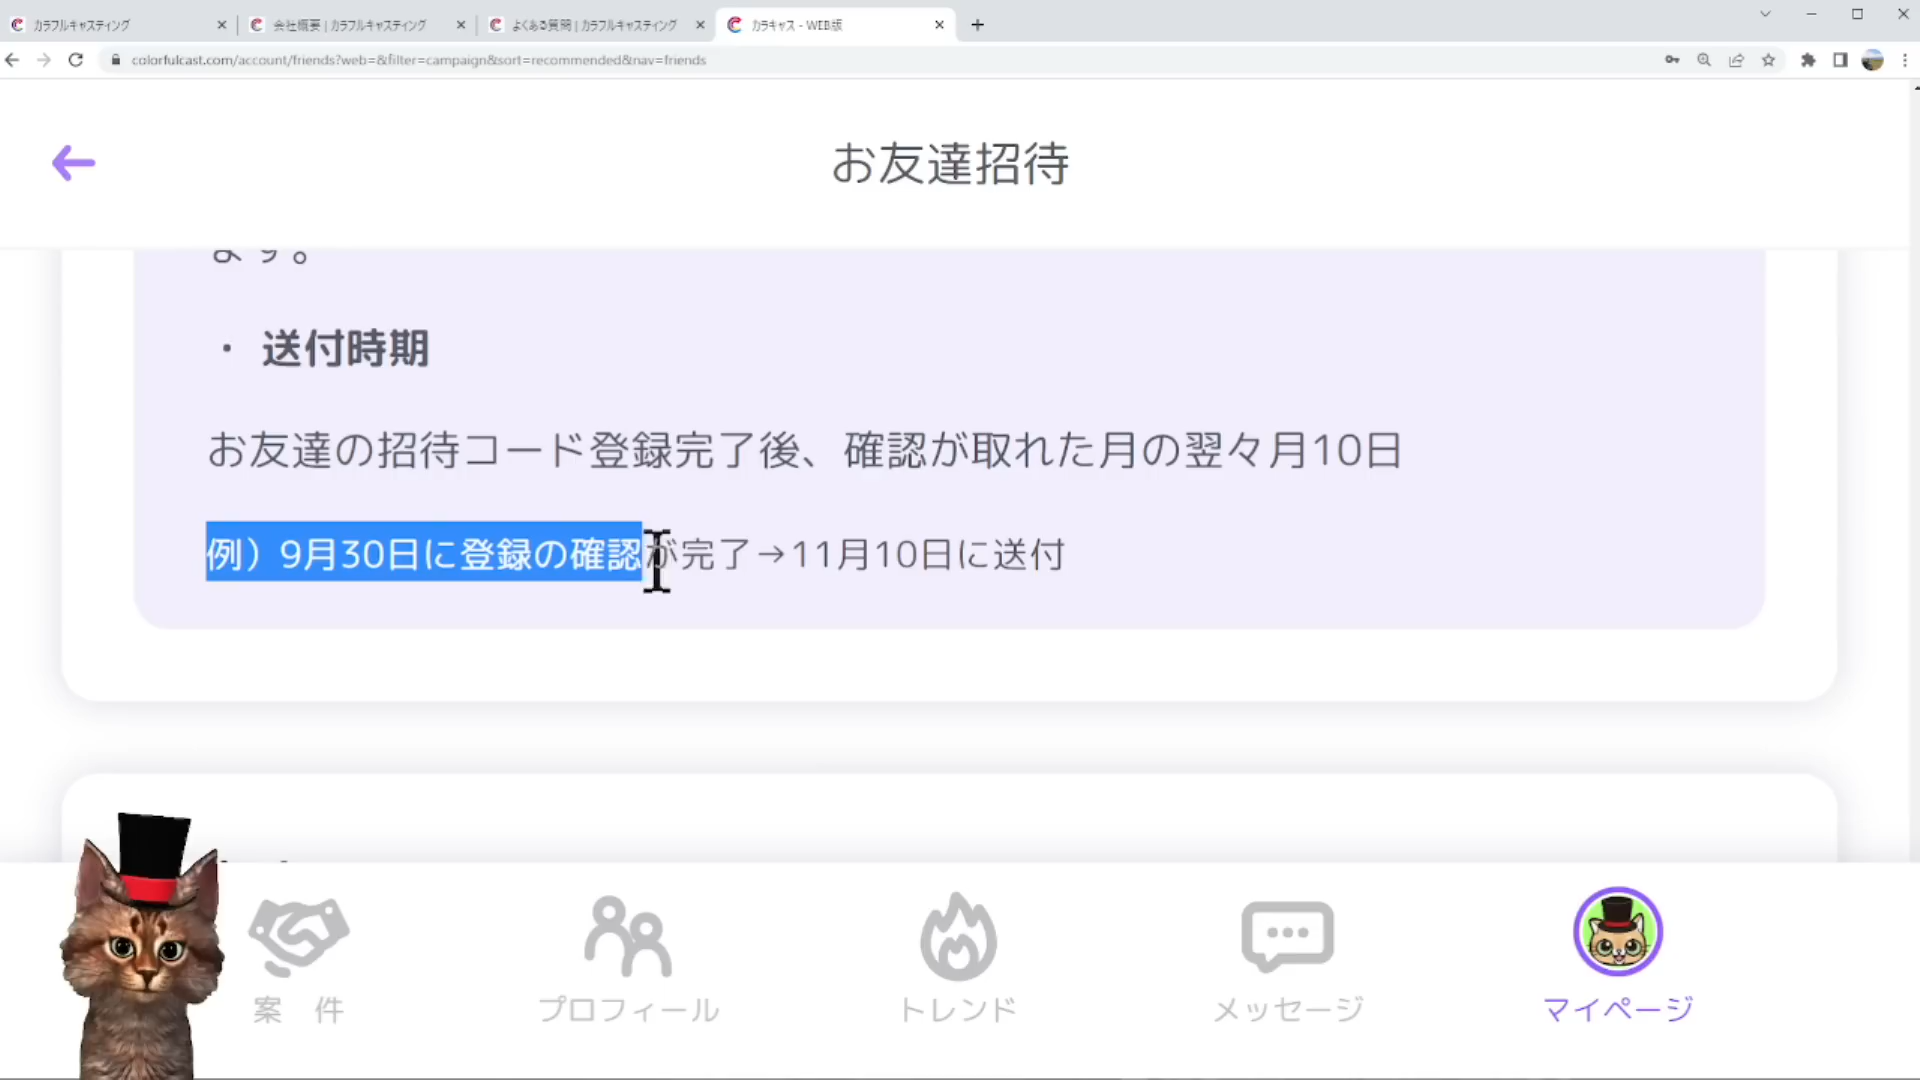 カラフルキャスティング
会社概要 | カラフルキャスティング
よくある質問 | カラフルキャスティング
カラキャス - WEB版
colorfulcast.com/account/friends?web=&filter=campaign&sort=recommended&nav=friends
お友達招待
ます。
・ 送付時期
お友達の招待コード登録完了後、確認が取れた月の翌々月10日
例）9月30日に登録の確認が完了→11月10日に送付
案 件
プロフィール
トレンド
メッセージ
マイページ